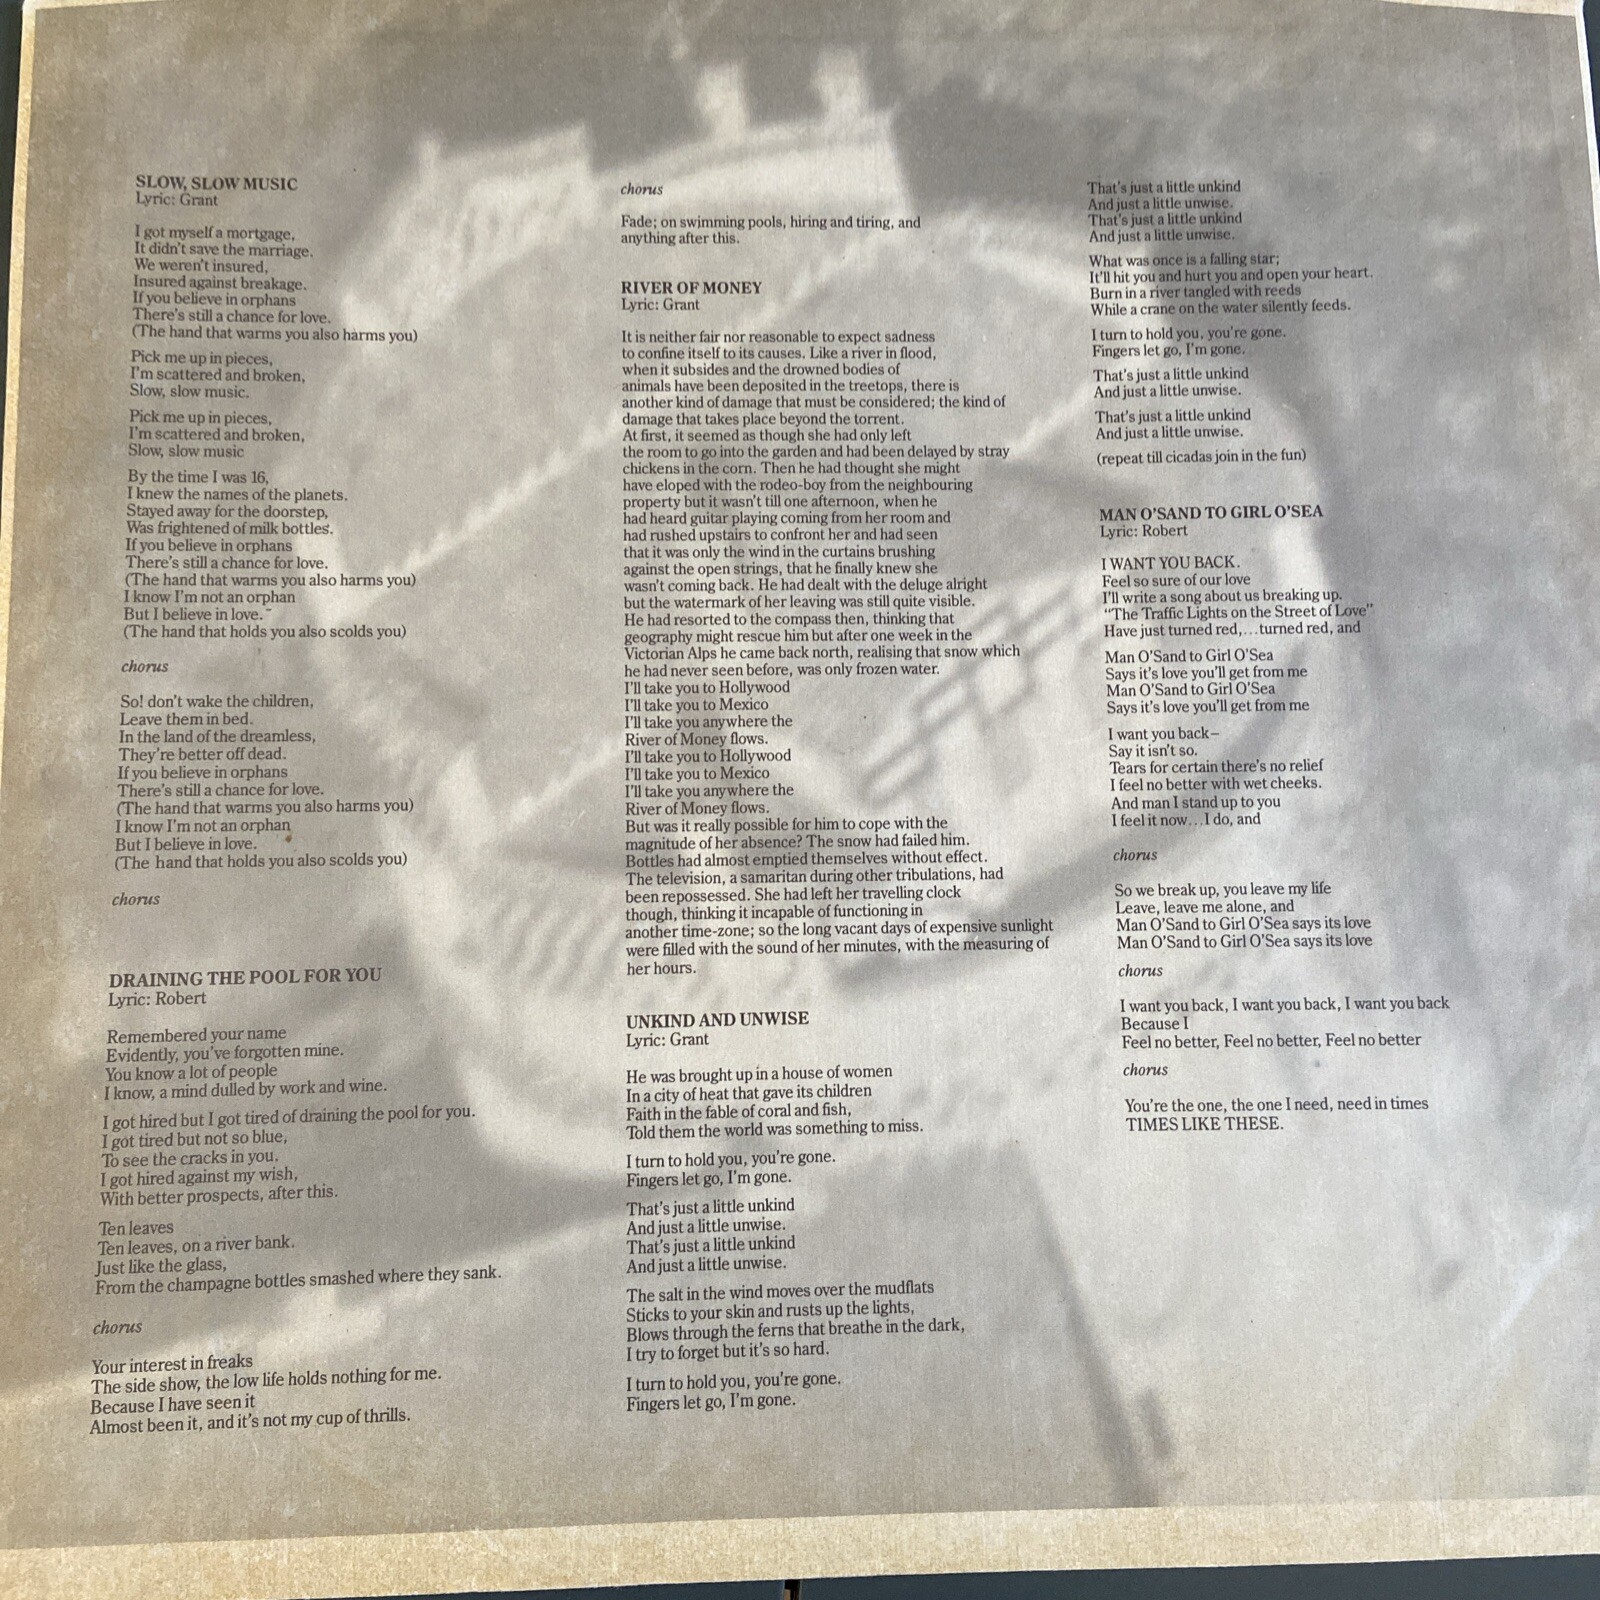 SLOW, SLOW MUSIC
Lyric: Grant
I got myself a mortgage,
It didn't save the marriage.
We weren't insured,
Insured against breakage.
If you believe in orphans
There's still a chance for love.
(The hand that warms you also harms you)
Pick me up in pieces,
I'm scattered and broken,
Slow, slow music.
Pick me up in pieces,
I'm scattered and broken,
Slow, slow music
By the time I was 16,
I knew the names of the planets.
Stayed away for the doorstep,
Was frightened of milk bottles.
If you believe in orphans
There's still a chance for love.
(The hand that warms you also harms you)
I know I'm not an orphan
But I believe in love.
(The hand that holds you also scolds you)
chorus
So! don't wake the children,
Leave them in bed.
In the land of the dreamless,
They're better off dead.
If you believe in orphans
There's still a chance for love.
(The hand that warms you also harms you)
I know I'm not an orphan
But I believe in love.
(The hand that holds you also scolds you)
chorus
DRAINING THE POOL FOR YOU
Lyric: Robert
Remembered your name
Evidently, you've forgotten mine.
You know a lot of people
I know, a mind dulled by work and wine.
I got hired but I got tired of draining the pool for you.
I got tired but not so blue,
To see the cracks in you.
I got hired against my wish,
With better prospects, after this.
Ten leaves
Ten leaves, on a river bank.
Just like the glass,
From the champagne bottles smashed where they sank.
chorus
Your interest in freaks
The side show, the low life holds nothing for me.
Because I have seen it
Almost been it, and it's not my cup of thrills.
chorus
Fade; on swimming pools, hiring and tiring, and
anything after this.
RIVER OF MONEY
Lyric: Grant
It is neither fair nor reasonable to expect sadness
to confine itself to its causes. Like a river in flood,
when it subsides and the drowned bodies of
animals have been deposited in the treetops, there is
another kind of damage that must be considered; the kind of
damage that takes place beyond the torrent.
At first, it seemed as though she had only left
the room to go into the garden and had been delayed by stray
chickens in the corn. Then he had thought she might
have eloped with the rodeo-boy from the neighbouring
property but it wasn't till one afternoon, when he
had heard guitar playing coming from her room and
had rushed upstairs to confront her and had seen
that it was only the wind in the curtains brushing
against the open strings, that he finally knew she
wasn't coming back. He had dealt with the deluge alright
but the watermark of her leaving was still quite visible.
He had resorted to the compass then, thinking that
geography might rescue him but after one week in the
Victorian Alps he came back north, realising that snow which
he had never seen before, was only frozen water.
I'll take you to Hollywood
I'll take you to Mexico
I'll take you anywhere the
River of Money flows.
I'll take you to Hollywood
I'll take you to Mexico
I'll take you anywhere the
River of Money flows.
But was it really possible for him to cope with the
magnitude of her absence? The snow had failed him.
Bottles had almost emptied themselves without effect.
The television, a samaritan during other tribulations, had
been repossessed. She had left her travelling clock
though, thinking it incapable of functioning in
another time-zone; so the long vacant days of expensive sunlight
were filled with the sound of her minutes, with the measuring of
her hours.
UNKIND AND UNWISE
Lyric: Grant
He was brought up in a house of women
In a city of heat that gave its children
Faith in the fable of coral and fish,
Told them the world was something to miss.
I turn to hold you, you're gone.
Fingers let go, I'm gone.
That's just a little unkind
And just a little unwise.
That's just a little unkind
And just a little unwise.
The salt in the wind moves over the mudflats
Sticks to your skin and rusts up the lights,
Blows through the ferns that breathe in the dark,
I try to forget but it's so hard.
I turn to hold you, you're gone.
Fingers let go, I'm gone.
That's just a little unkind
And just a little unwise.
That's just a little unkind
And just a little unwise.
What was once is a falling star;
It'll hit you and hurt you and open your heart.
Burn in a river tangled with reeds
While a crane on the water silently feeds.
I turn to hold you, you're gone.
Fingers let go, I'm gone.
That's just a little unkind
And just a little unwise.
That's just a little unkind
And just a little unwise.
(repeat till cicadas join in the fun)
MAN O'SAND TO GIRL O'SEA
Lyric: Robert
I WANT YOU BACK.
Feel so sure of our love
I'll write a song about us breaking up.
"The Traffic Lights on the Street of Love"
Have just turned red,...turned red, and
Man O'Sand to Girl O'Sea
Says it's love you'll get from me
Man O'Sand to Girl O'Sea
Says it's love you'll get from me
I want you back–
Say it isn't so.
Tears for certain there's no relief
I feel no better with wet cheeks.
And man I stand up to you
I feel it now...I do, and
chorus
So we break up, you leave my life
Leave, leave me alone, and
Man O'Sand to Girl O'Sea says its love
Man O'Sand to Girl O'Sea says its love
chorus
I want you back, I want you back, I want you back
Because I
Feel no better, Feel no better, Feel no better
chorus
You're the one, the one I need, need in times
TIMES LIKE THESE.